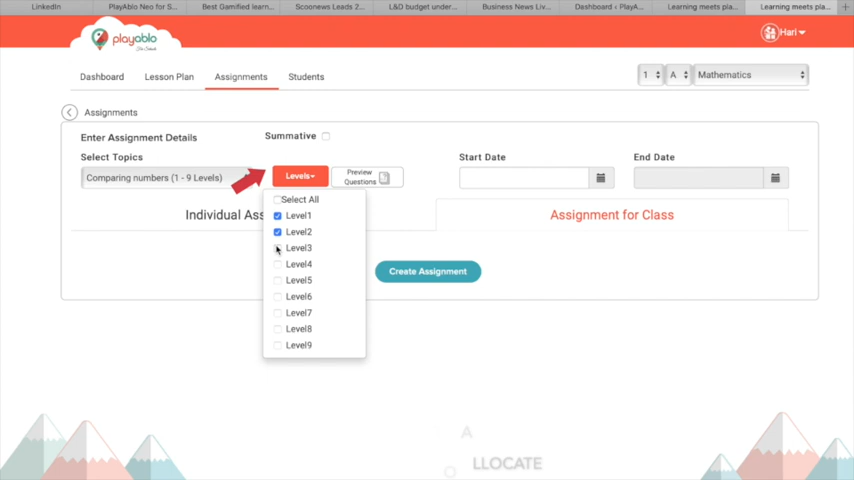 LinkedIn
PlayAblo Neo for S...
Best Gamified learn...
Scoonews Leads 2...
L&D budget under...
Business News Liv...
Dashboard ‹ PlayA...
Learning meets pla...
Learning meets pla...
playablo
Hari
Dashboard
Lesson Plan
Assignments
Students
1
A
Mathematics
Assignments
Enter Assignment Details
Summative
Select Topics
Start Date
End Date
Comparing numbers (1 - 9 Levels)
Levels
Preview
Questions
Select All
Individual Ass
Assignment for Class
Level1
Level2
Level3
Level4
Level5
Level6
Level7
Level8
Level9
Create Assignment
A
LLOCATE
O